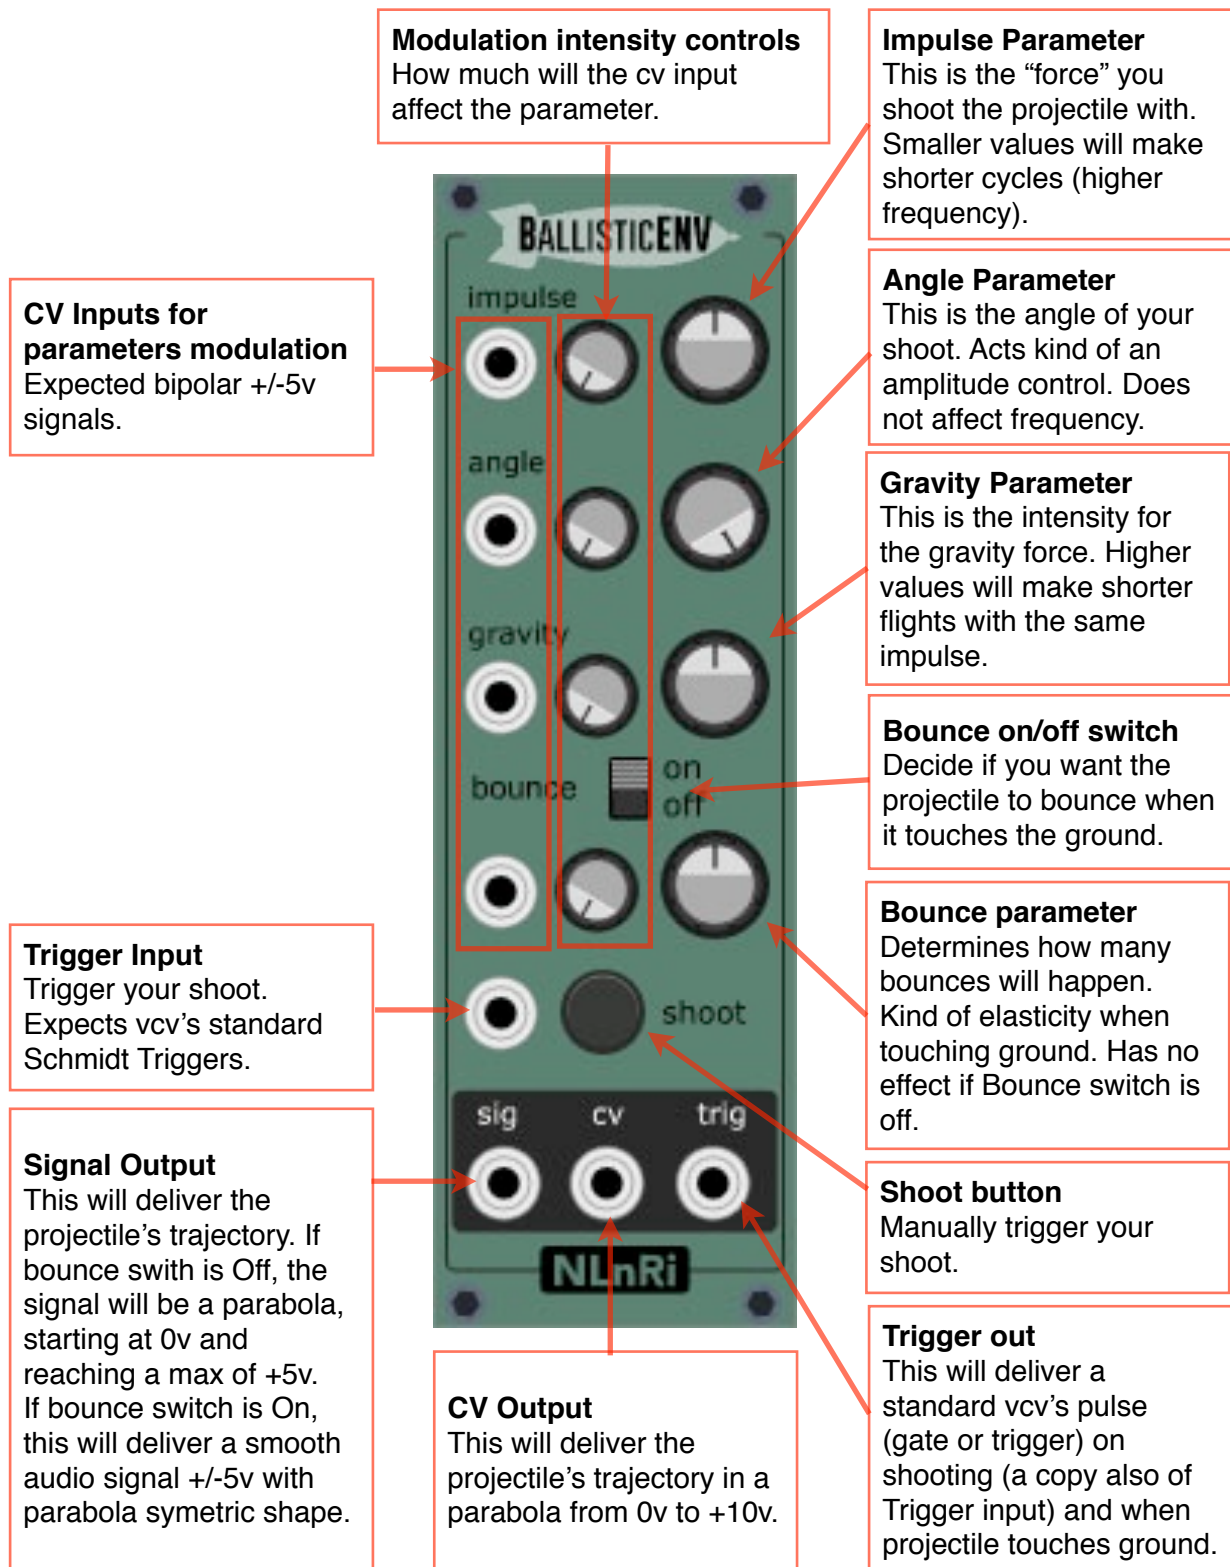 Modulation intensity controls
How much will the cv input
affect the parameter.
Impulse Parameter
This is the “force” you
shoot the projectile with.
Smaller values will make
shorter cycles (higher
frequency).
Angle Parameter
This is the angle of your
shoot. Acts kind of an
amplitude control. Does
not affect frequency.
Gravity Parameter
This is the intensity for
the gravity force. Higher
values will make shorter
flights with the same
impulse.
Bounce on/off switch
Decide if you want the
projectile to bounce when
it touches the ground.
Bounce parameter
Determines how many
bounces will happen.
Kind of elasticity when
touching ground. Has no
effect if Bounce switch is
off.
Shoot button
Manually trigger your
shoot.
Trigger out
This will deliver a
standard vcv’s pulse
(gate or trigger) on
shooting (a copy also of
Trigger input) and when
projectile touches ground.
CV Inputs for
parameters modulation
Expected bipolar +/-5v
signals.
Trigger Input
Trigger your shoot.
Expects vcv’s standard
Schmidt Triggers.
Signal Output
This will deliver the
projectile’s trajectory. If
bounce swith is Off, the
signal will be a parabola,
starting at 0v and
reaching a max of +5v.
If bounce switch is On,
this will deliver a smooth
audio signal +/-5v with
parabola symetric shape.
CV Output
This will deliver the
projectile’s trajectory in a
parabola from 0v to +10v.
BALLISTICENV
impulse
angle
gravity
bounce
on
off
shoot
sig cv trig
NLnRi